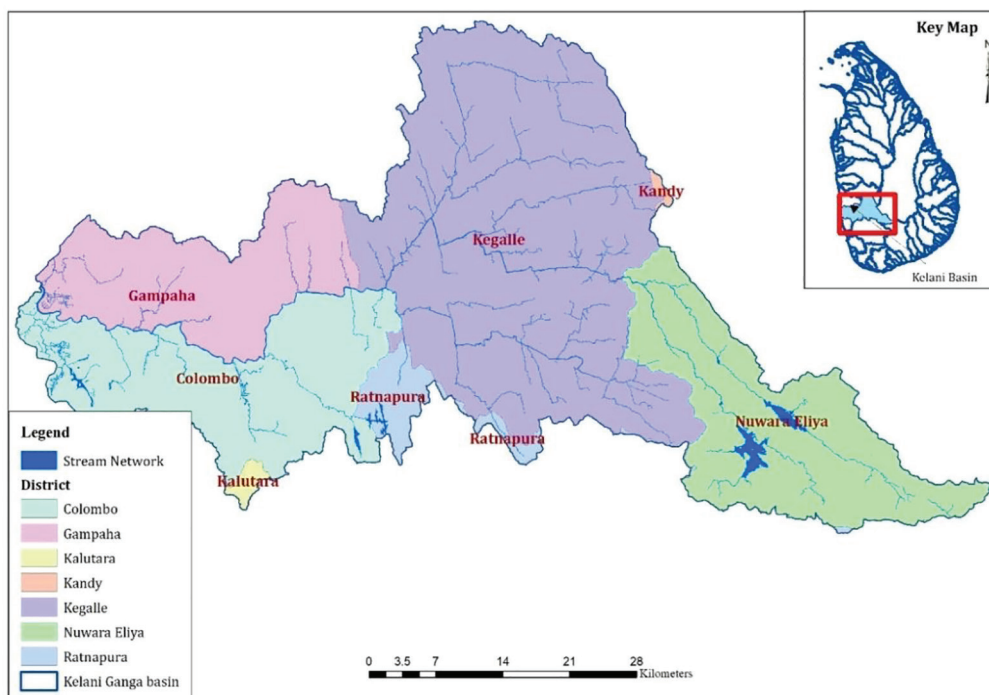 Key Map
N
Kelani Basin
Kandy
Kegalle
Gampaha
Colombo
Ratnapura
Ratnapura
Nuwara Eliya
Kalutara
Legend
Stream Network
District
Colombo
Gampaha
Kalutara
Kandy
Kegalle
Nuwara Eliya
Ratnapura
Kelani Ganga basin
0 3.5 7 14 21 28
Kilometers